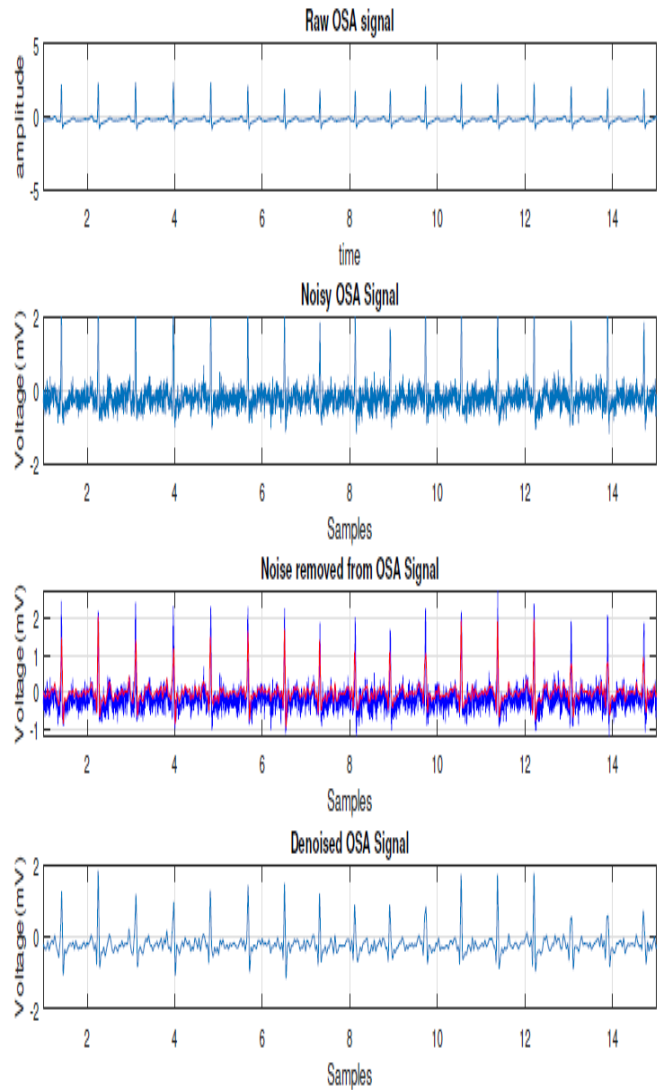 Raw OSA signal
5
0
-5
amplitude
2 4 6 8 10 12 14
time
Noisy OSA Signal
2
0
-2
Voltage(mV)
2 4 6 8 10 12 14
Samples
Noise removed from OSA Signal
2
1
0
-1
Voltage(mV)
2 4 6 8 10 12 14
Samples
Denoised OSA Signal
2
0
-2
Voltage(mV)
2 4 6 8 10 12 14
Samples